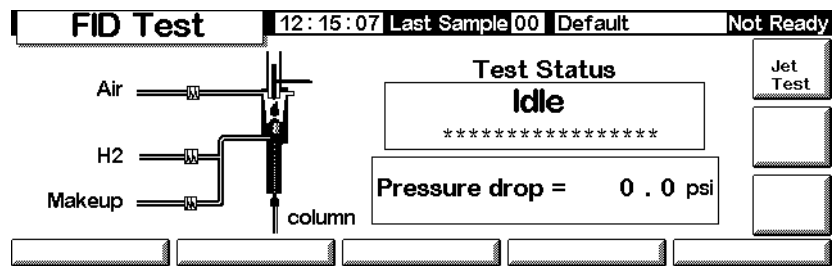 FID Test 12:15:07 Last Sample 00 Default Not Ready
Air
H2
Makeup
column
Test Status
Idle
*****************
Pressure drop = 0 . 0 psi
Jet
Test